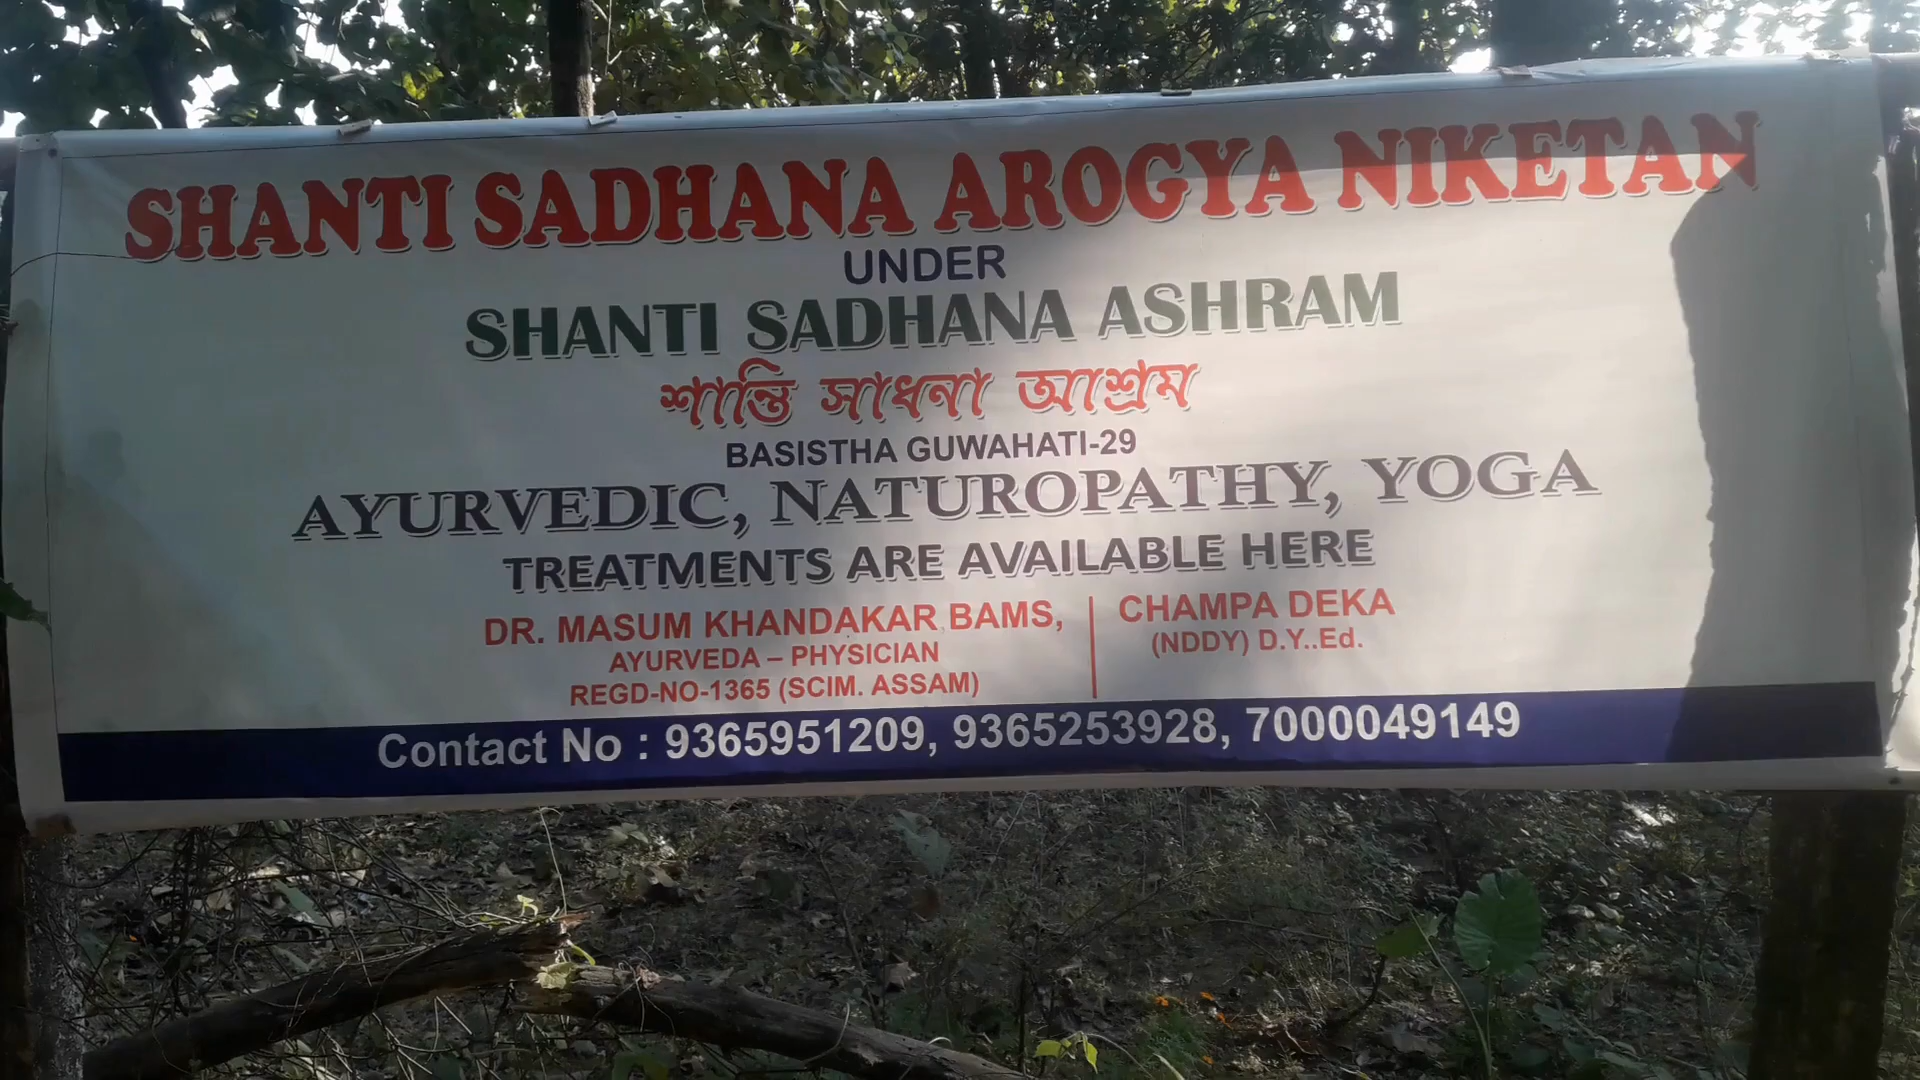 SHANTI SADHANA AROGYA NIKETAN
UNDER
SHANTI SADHANA ASHRAM
শান্তি সাধনা আশ্রম
BASISTHA GUWAHATI-29
AYURVEDIC, NATUROPATHY, YOGA
TREATMENTS ARE AVAILABLE HERE
DR. MASUM KHANDAKAR BAMS,
AYURVEDA – PHYSICIAN
REGD-NO-1365 (SCIM. ASSAM)
CHAMPA DEKA
(NDDY) D.Y..Ed.
Contact No : 9365951209, 9365253928, 7000049149